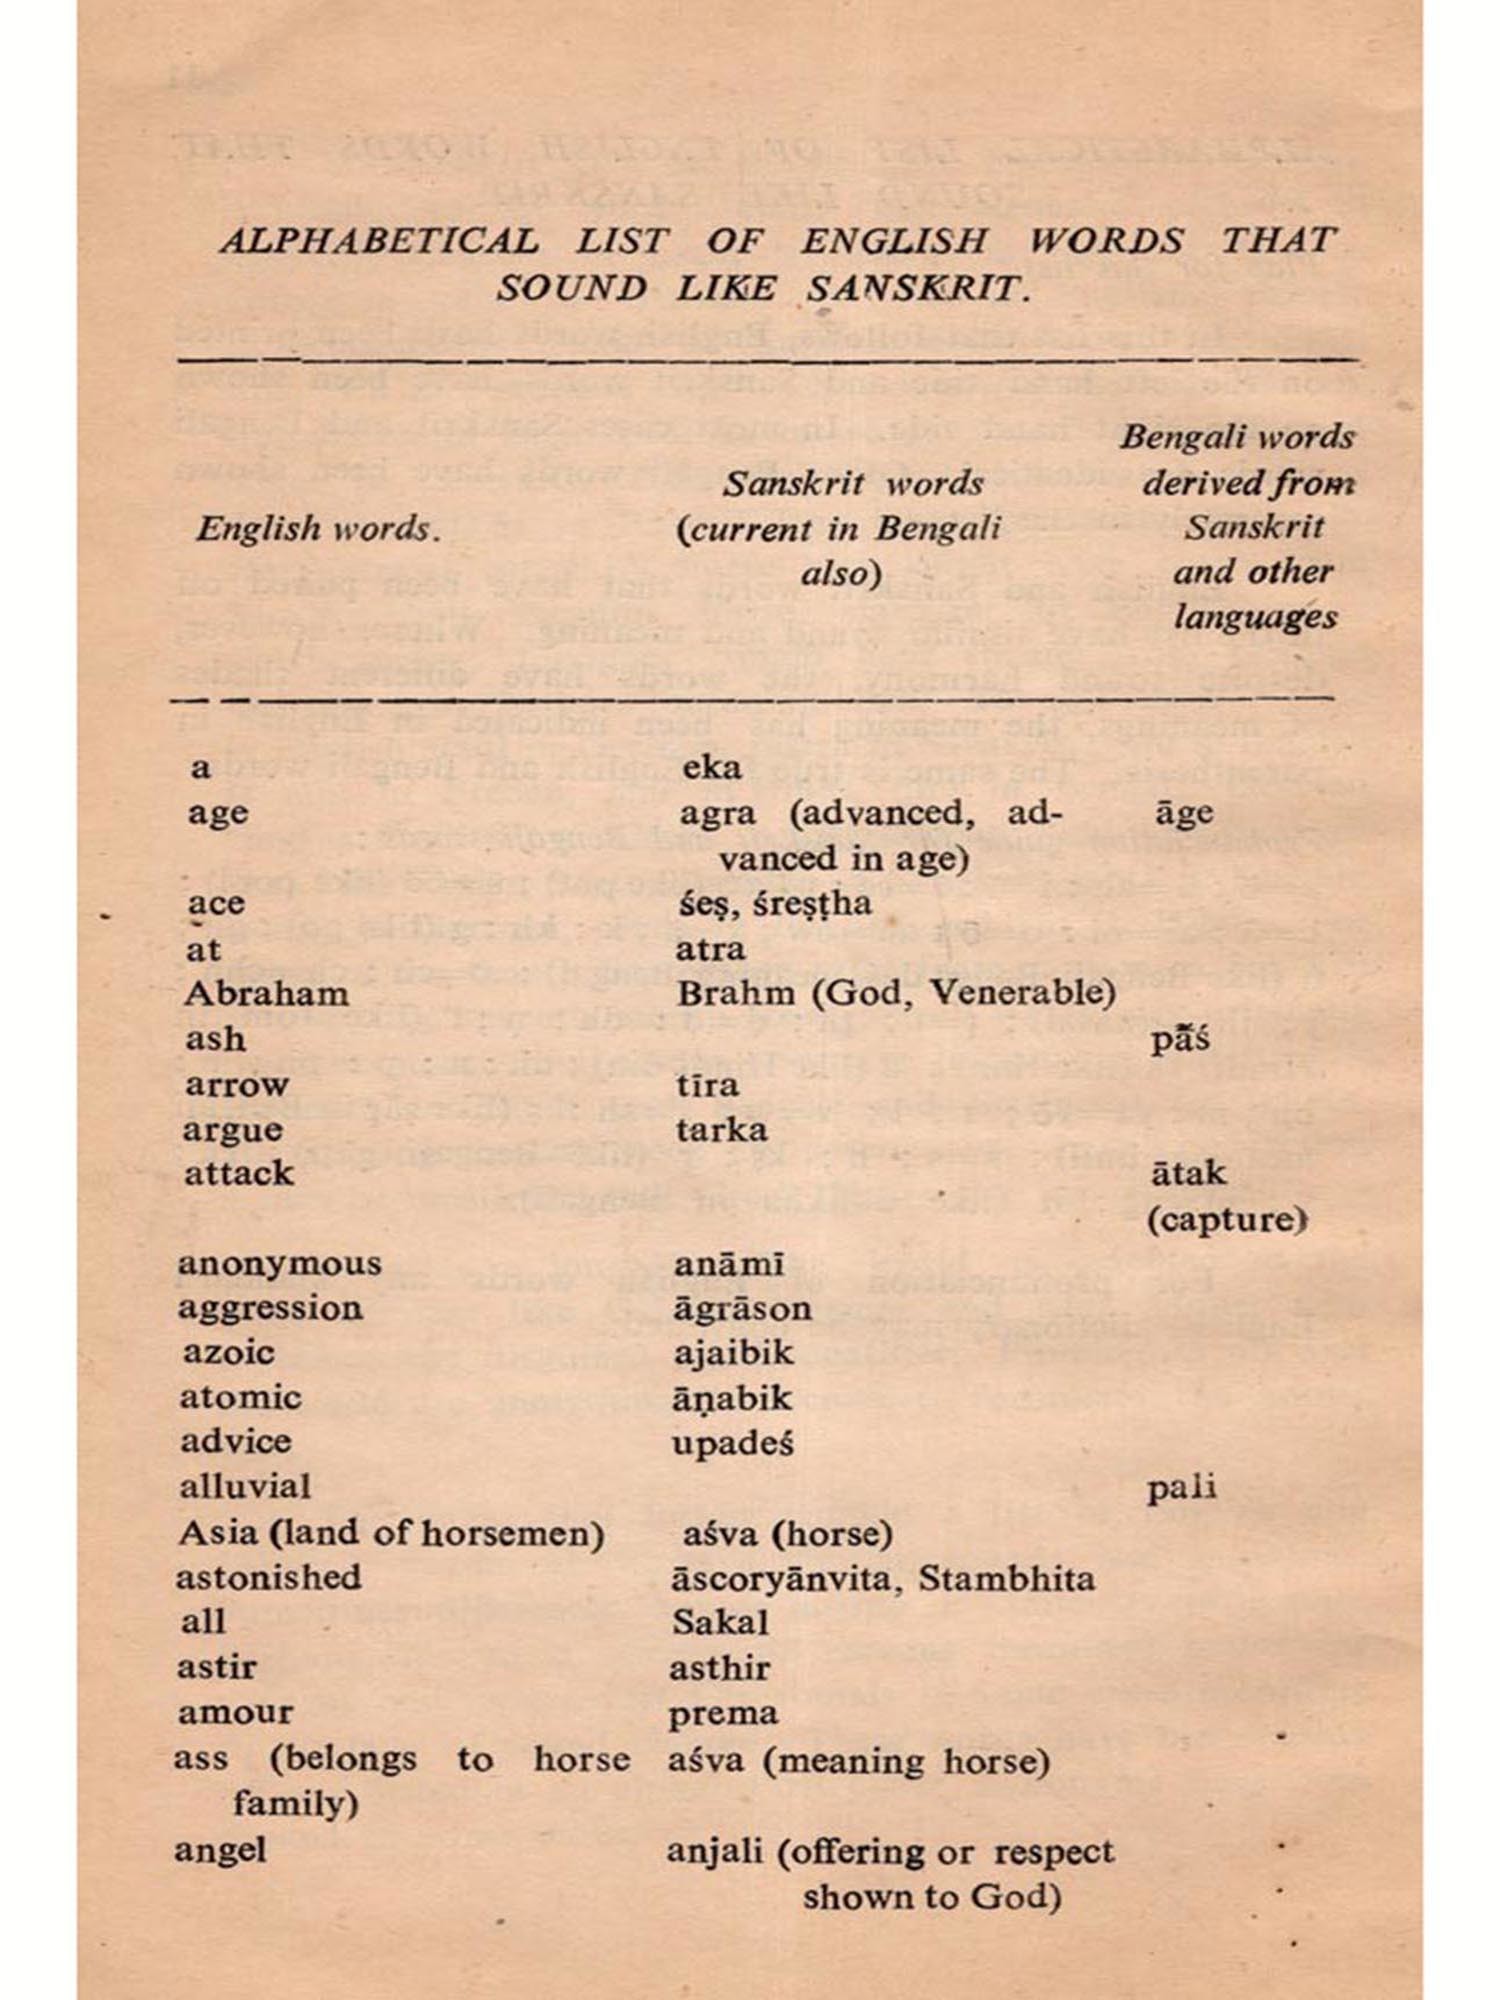 ALPHABETICAL LIST OF ENGLISH WORDS THAT
SOUND LIKE SANSKRIT.
English words.
Sanskrit words
(current in Bengali
also)
Bengali words
derived from
Sanskrit
and other
languages
a eka
age agra (advanced, ad- āge
vanced in age)
ace śeṣ, śreṣṭha
at atra
Abraham Brahm (God, Venerable)
ash pā̃ś
arrow tīra
argue tarka
attack ātak
(capture)
anonymous anāmī
aggression āgrāson
azoic ajaibik
atomic āṇabik
advice upadeś
alluvial pali
Asia (land of horsemen) aśva (horse)
astonished āscoryānvita, Stambhita
all Sakal
astir asthir
amour prema
ass (belongs to horse aśva (meaning horse)
family)
angel anjali (offering or respect
shown to God)